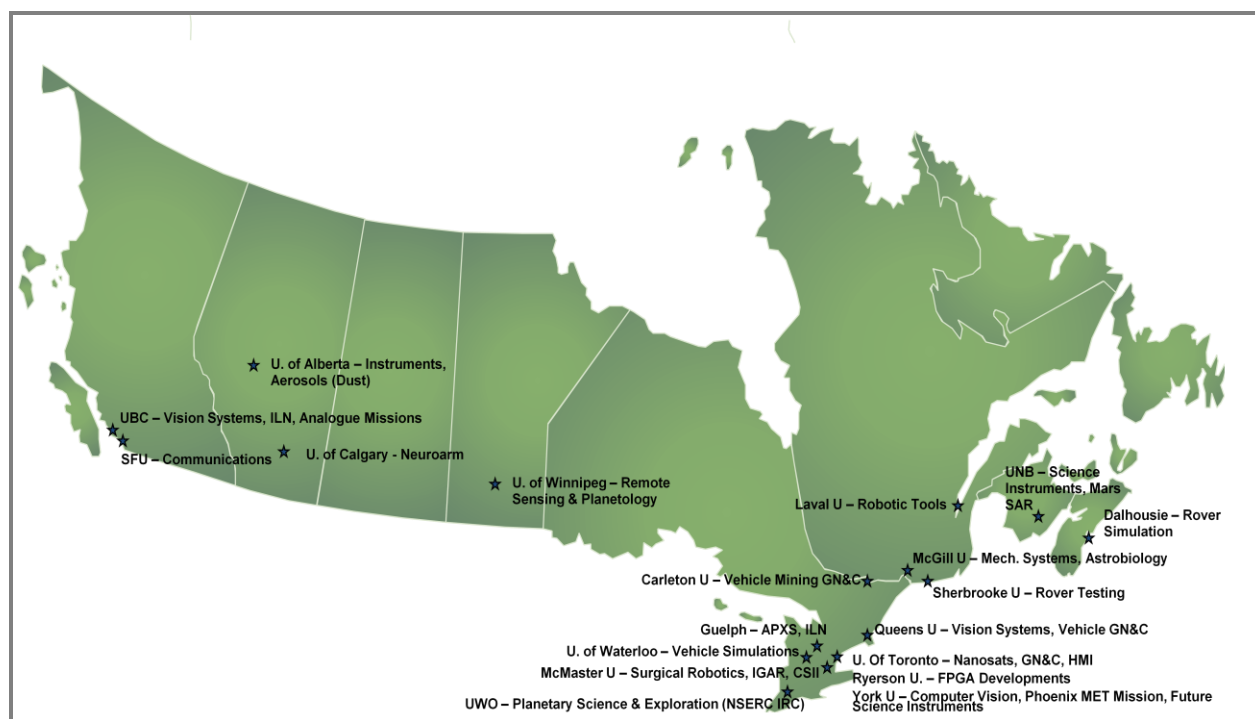 U. of Alberta – Instruments,
Aerosols (Dust)
UBC – Vision Systems, ILN, Analogue Missions
SFU – Communications
U. of Calgary - Neuroarm
U. of Winnipeg – Remote
Sensing & Planetology
UNB – Science
Instruments, Mars
SAR
Laval U – Robotic Tools
Dalhousie – Rover
Simulation
McGill U – Mech. Systems, Astrobiology
Carleton U – Vehicle Mining GN&C
Sherbrooke U – Rover Testing
Guelph – APXS, ILN
Queens U – Vision Systems, Vehicle GN&C
U. of Waterloo – Vehicle Simulations
U. Of Toronto – Nanosats, GN&C, HMI
McMaster U – Surgical Robotics, IGAR, CSII
Ryerson U. – FPGA Developments
UWO – Planetary Science & Exploration (NSERC IRC)
York U – Computer Vision, Phoenix MET Mission, Future
Science Instruments